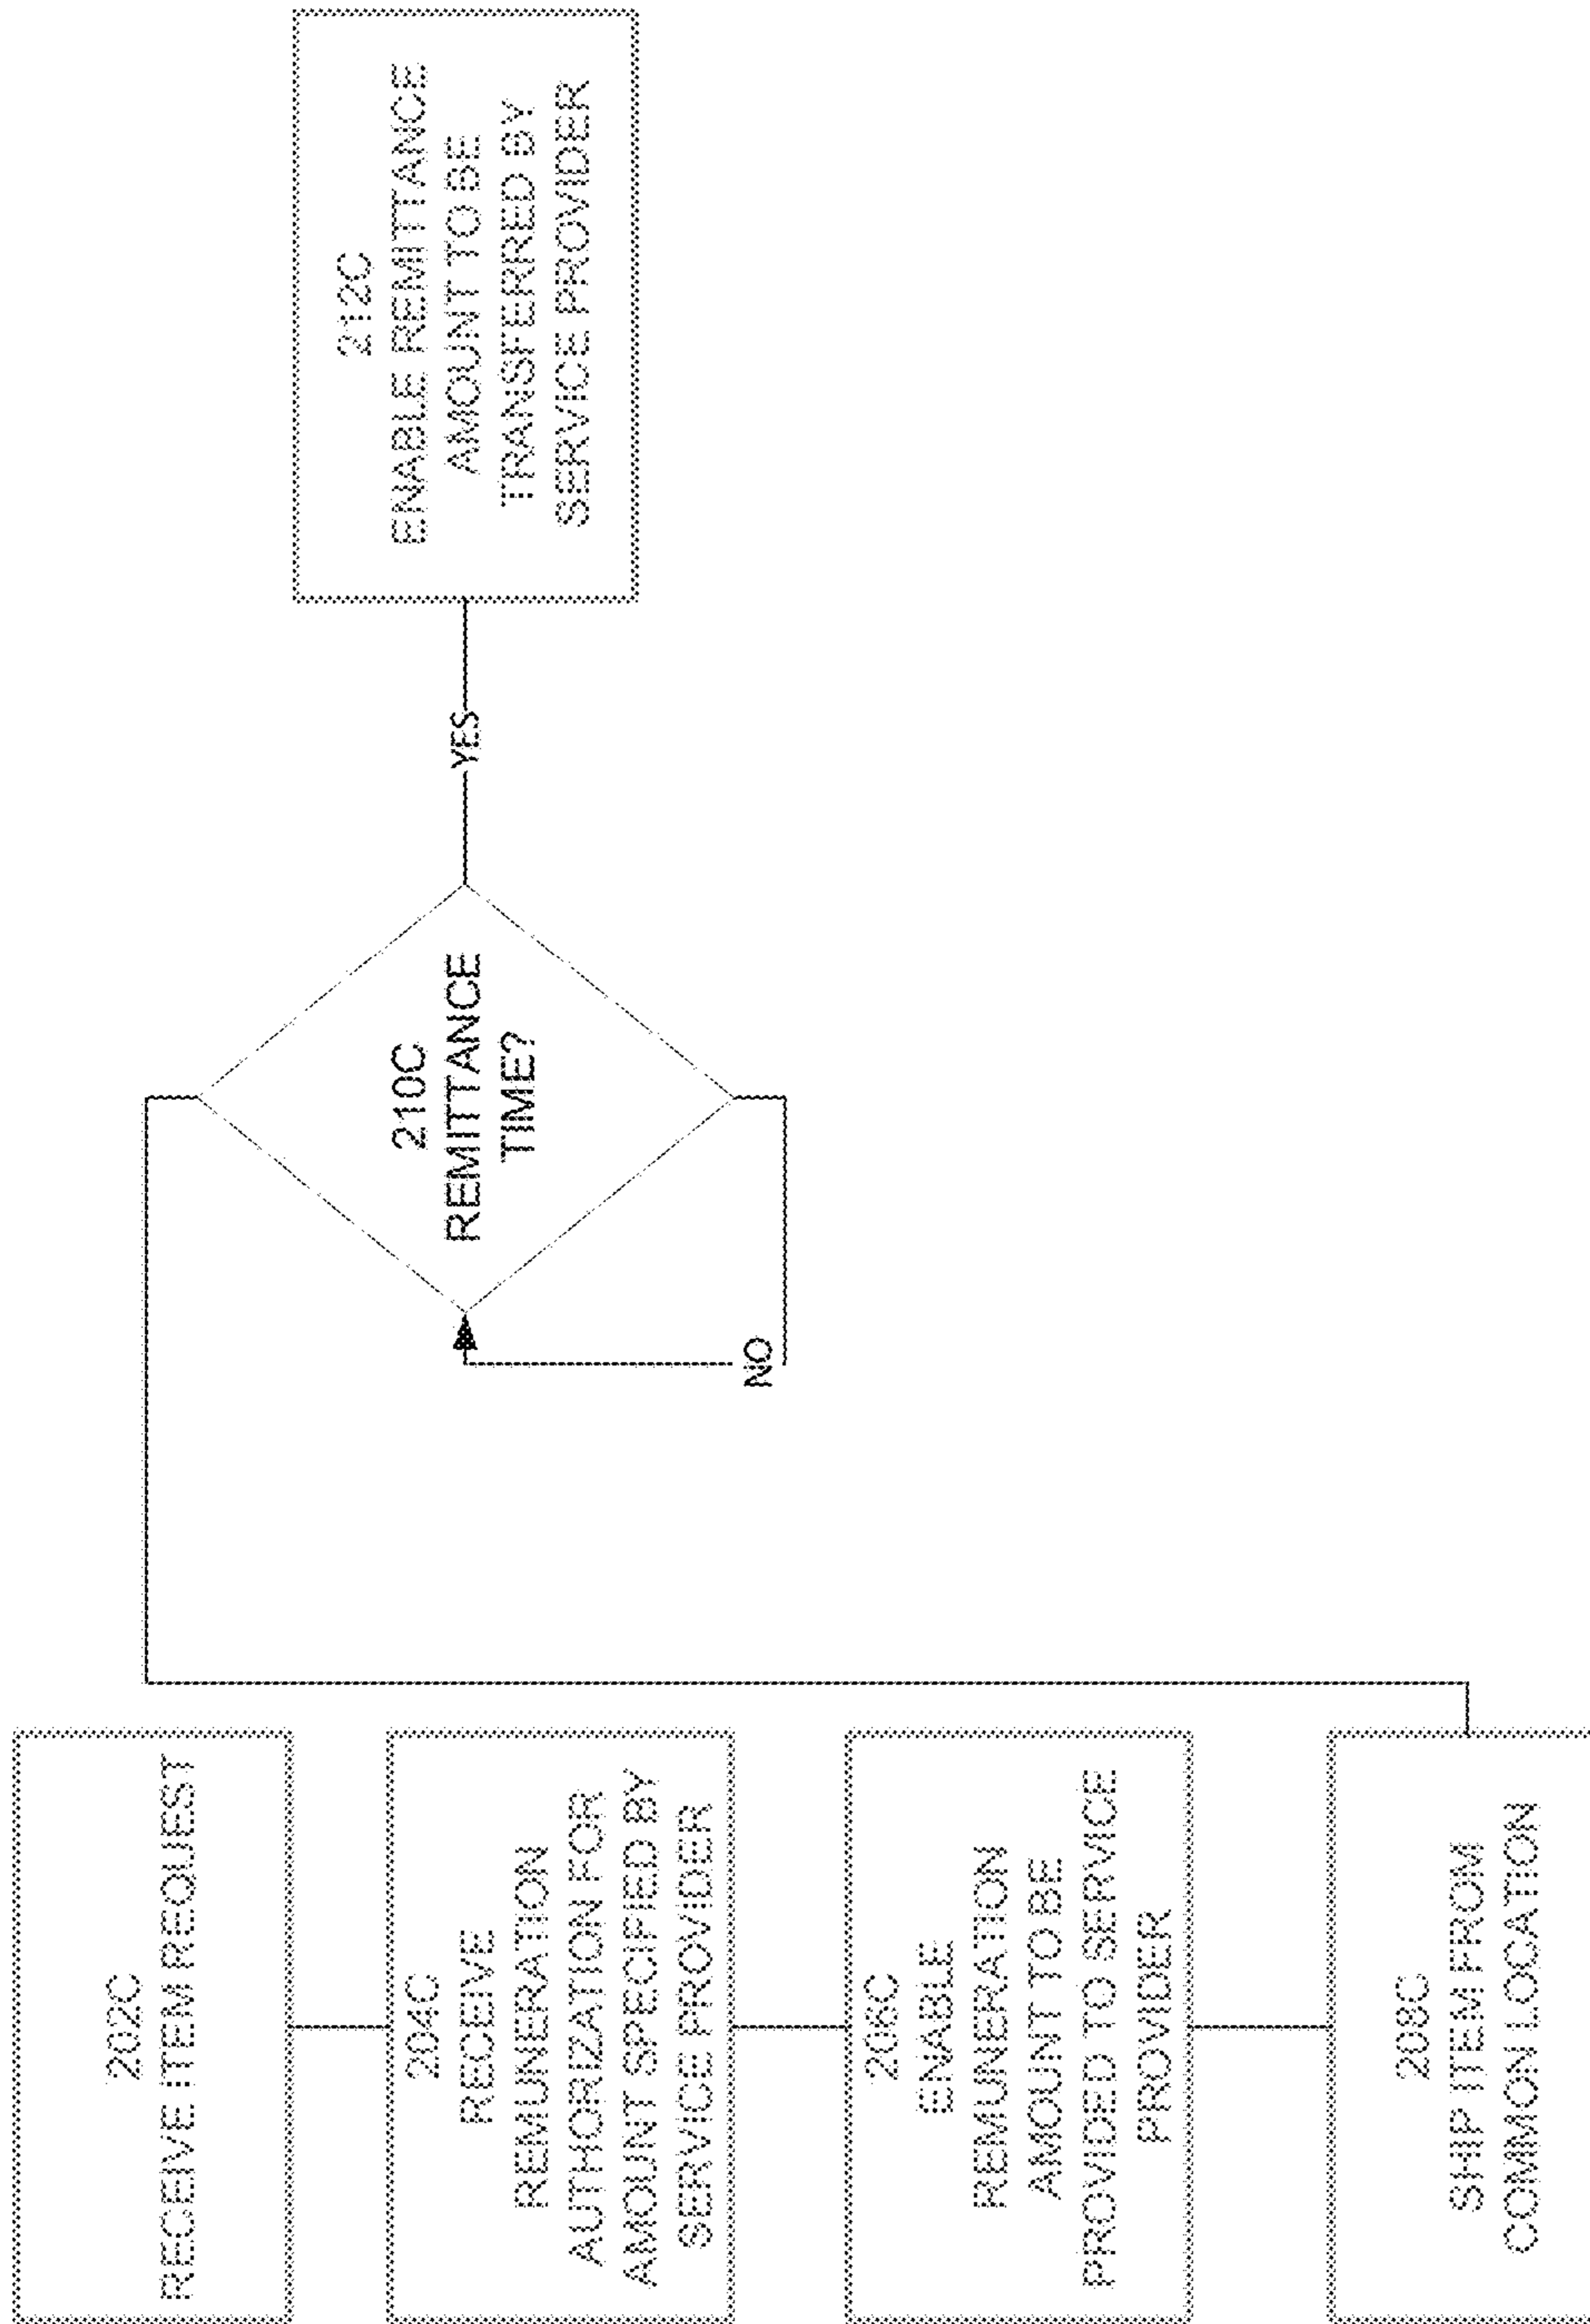 202C
RECEIVE ITEM REQUEST
204C
RECEIVE
REMUNERATION
AUTHORIZATION FOR
AMOUNT SPECIFIED BY
SERVICE PROVIDER
206C
ENABLE
REMUNERATION
AMOUNT TO BE
PROVIDED TO SERVICE
PROVIDER
208C
SHIP ITEM FROM
COMMON LOCATION
210C
REMITTANCE
TIME?
NO
YES
212C
ENABLE REMITTANCE
AMOUNT TO BE
TRANSFERRED BY
SERVICE PROVIDER